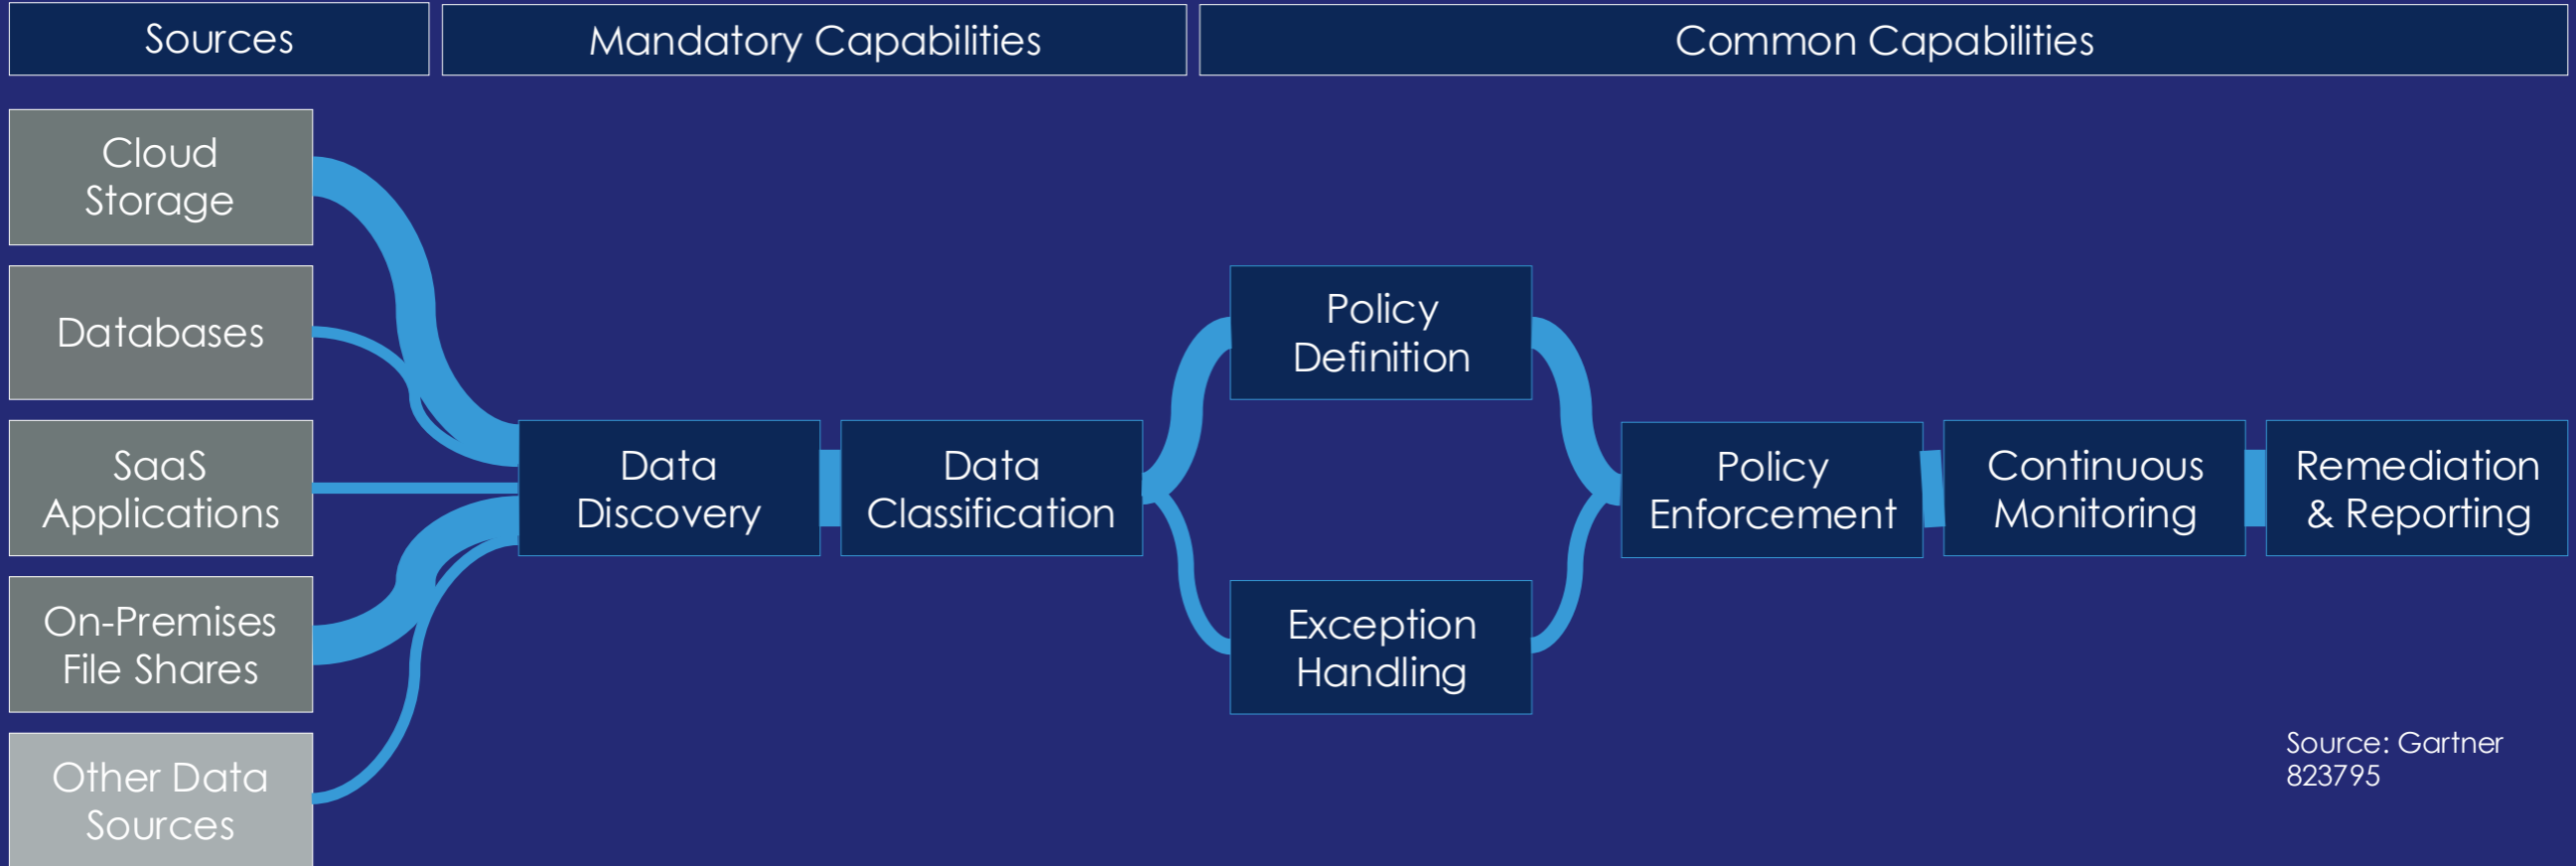 Sources
Mandatory Capabilities
Common Capabilities
Cloud
Storage
Databases
SaaS
Applications
On-Premises
File Shares
Other Data
Sources
Data
Discovery
Data
Classification
Policy
Definition
Exception
Handling
Policy
Enforcement
Continuous
Monitoring
Remediation
& Reporting
Source: Gartner
823795